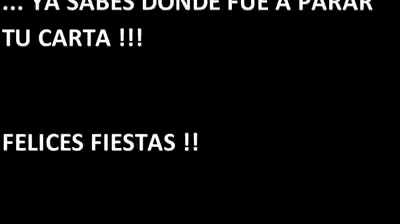 ... YA SABES DONDE FUE A PARAR
TU CARTA !!!
FELICES FIESTAS !!